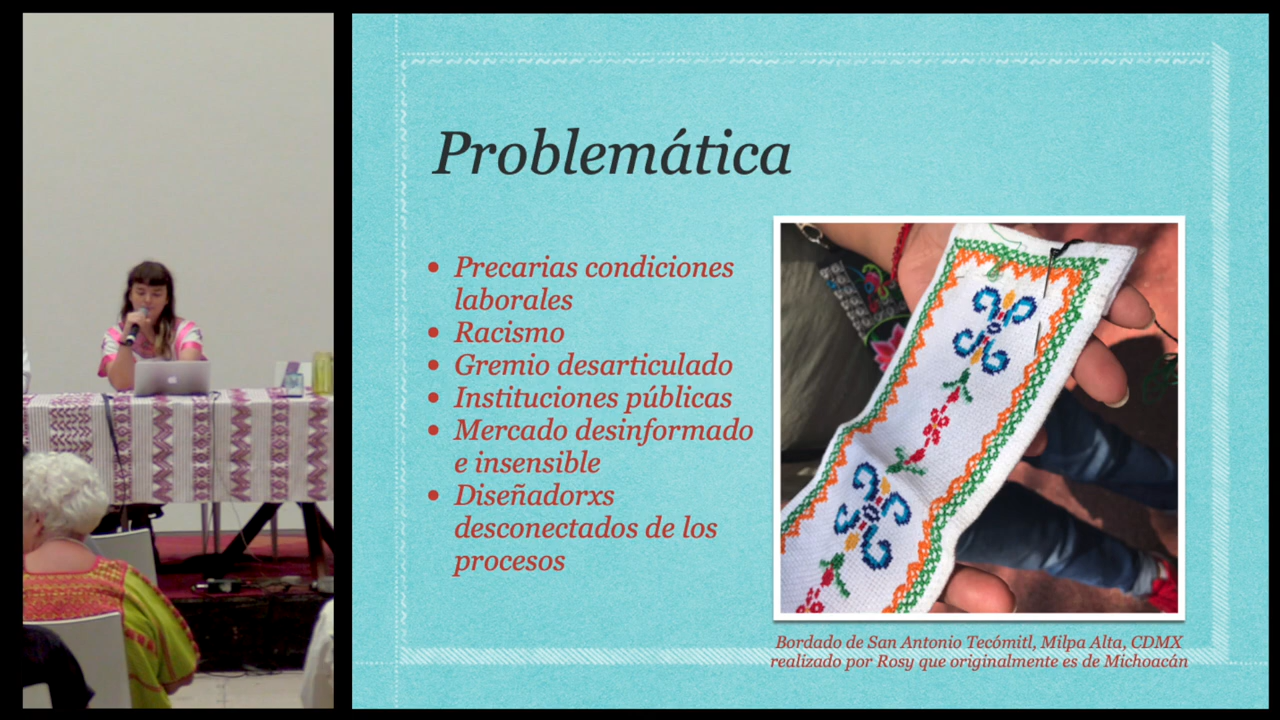 Problemática
• Precarias condiciones
laborales
• Racismo
• Gremio desarticulado
• Instituciones públicas
• Mercado desinformado
e insensible
• Diseñadorxs
desconectados de los
procesos
Bordado de San Antonio Tecómitl, Milpa Alta, CDMX
realizado por Rosy que originalmente es de Michoacán